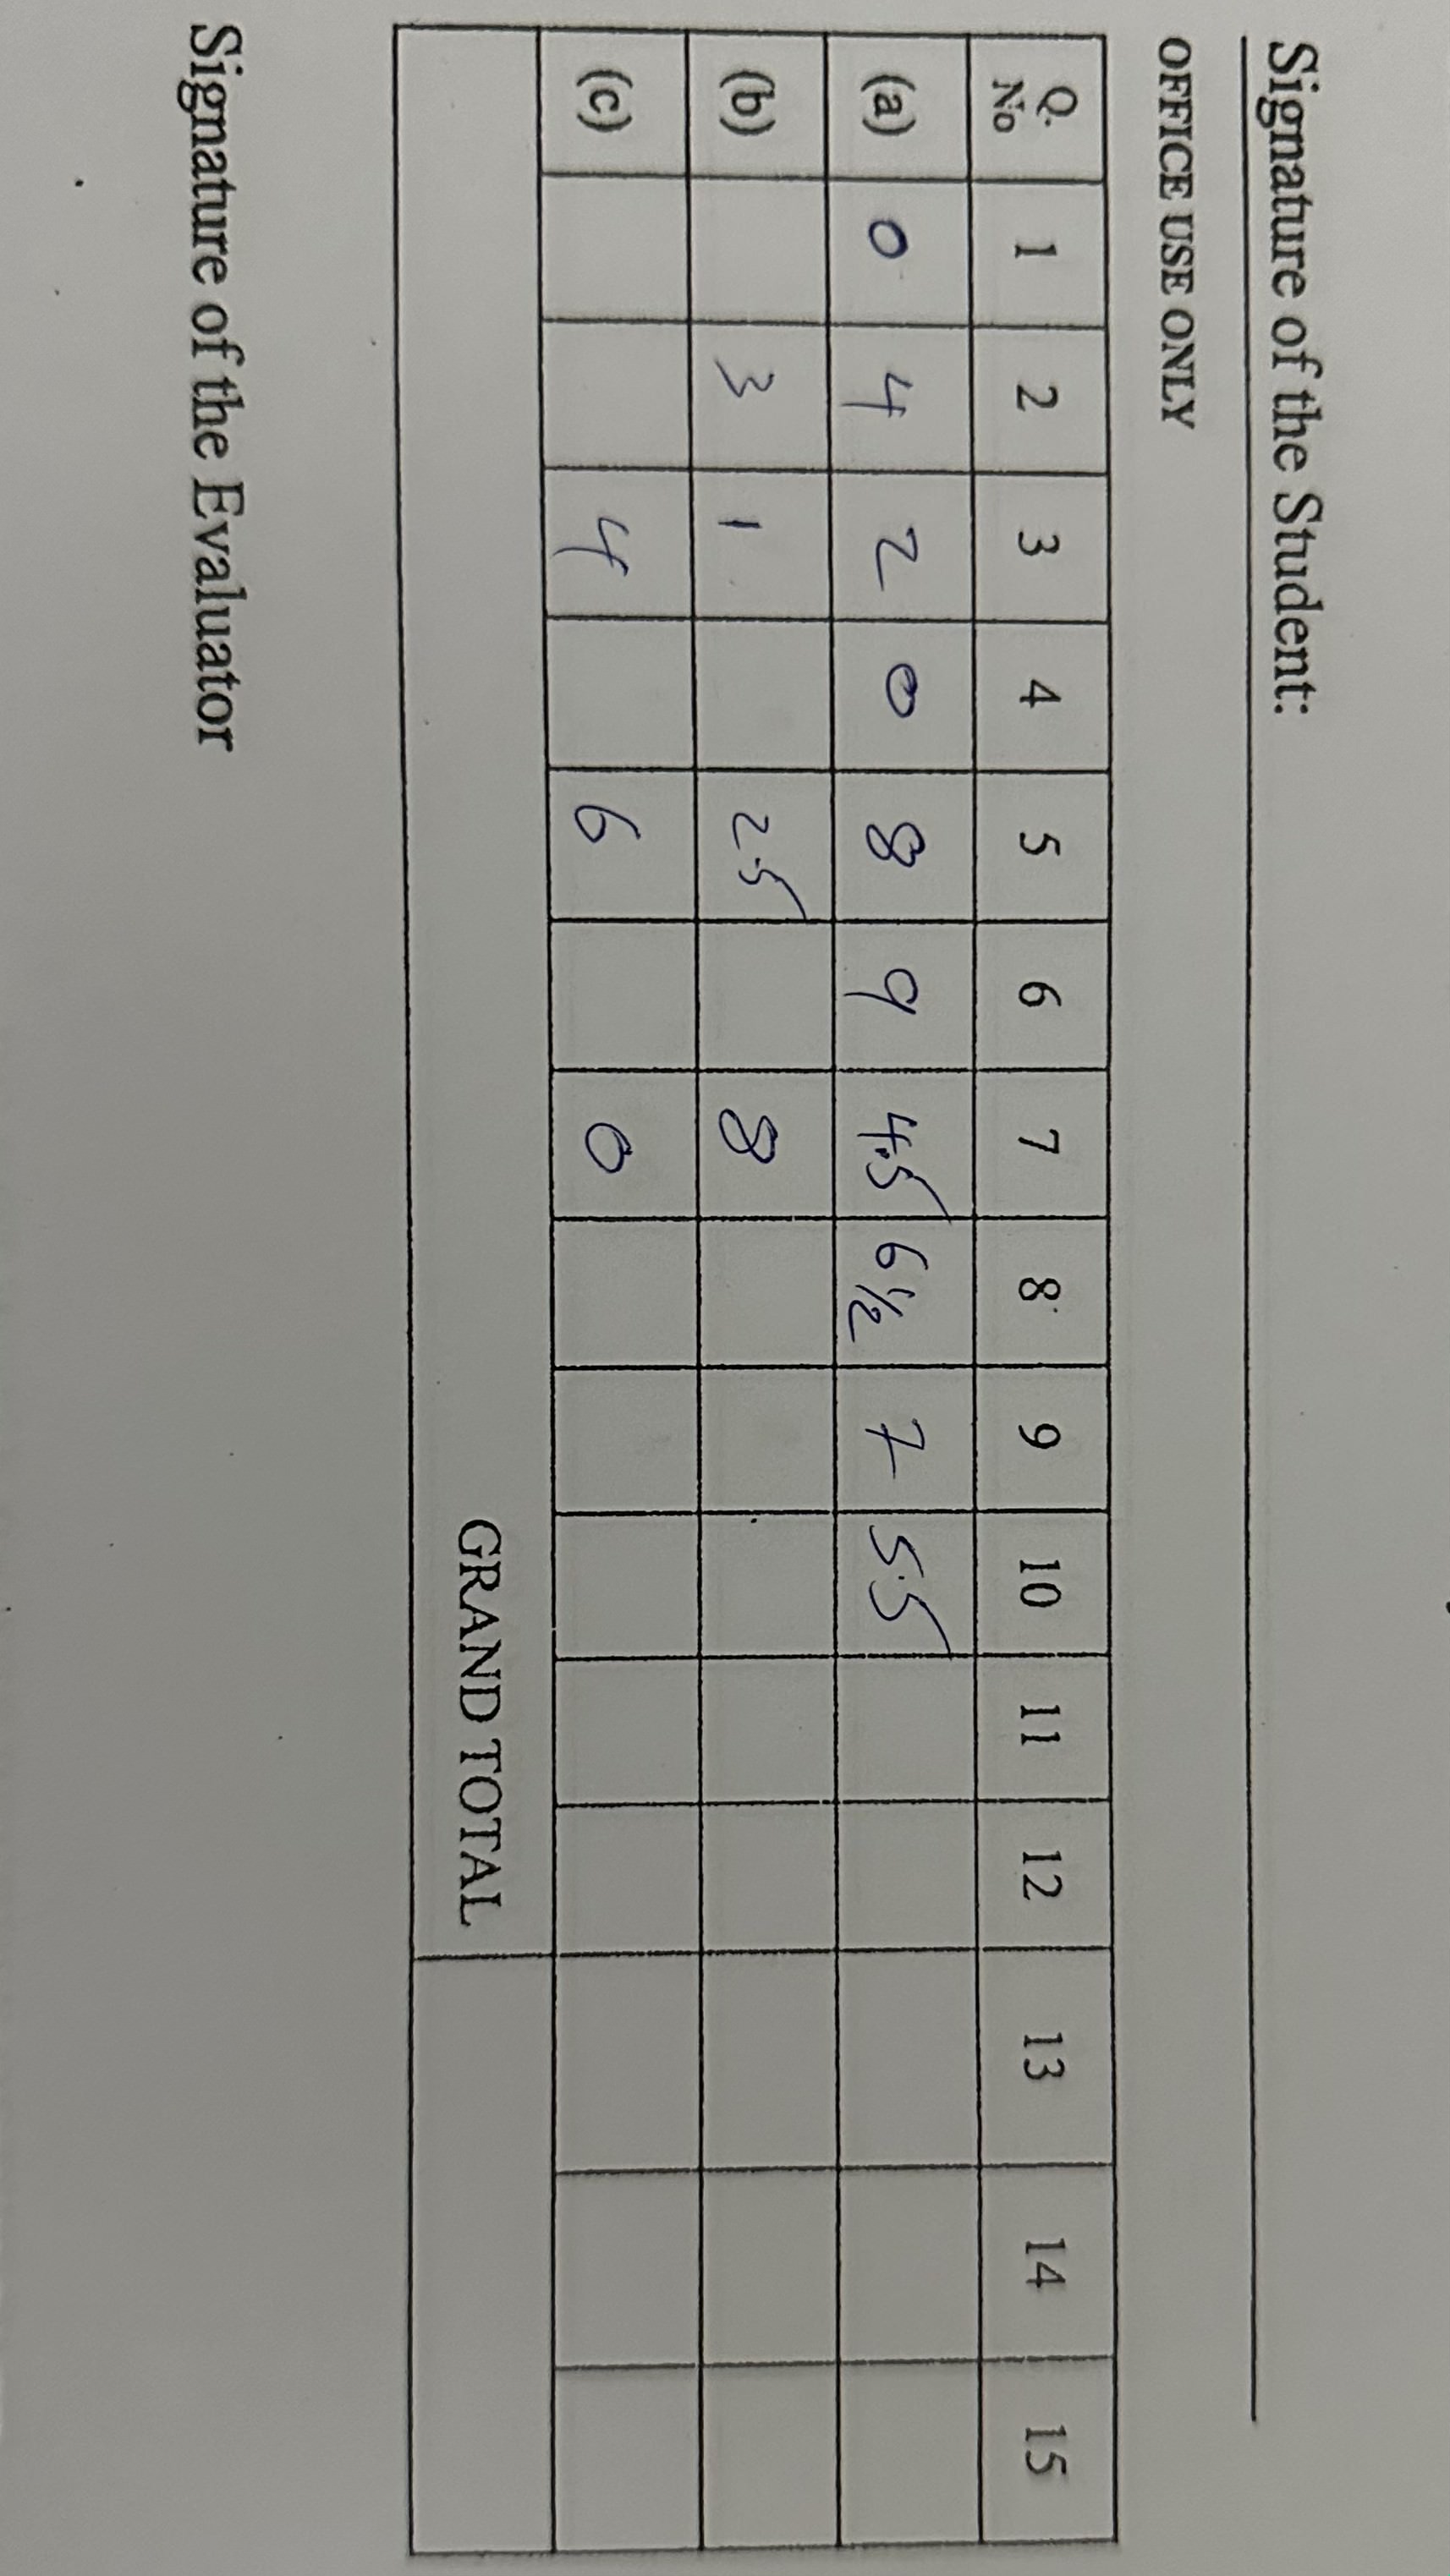 Signature of the Student:
OFFICE USE ONLY
Q. No 1 2 3 4 5 6 7 8 9 10 11 12 13 14 15
(a) 0 4 2 0 8 9 4.5 6 1/2 7 5.5
(b) 3 1 2.5 8
(c) 4 6 0
GRAND TOTAL
Signature of the Evaluator